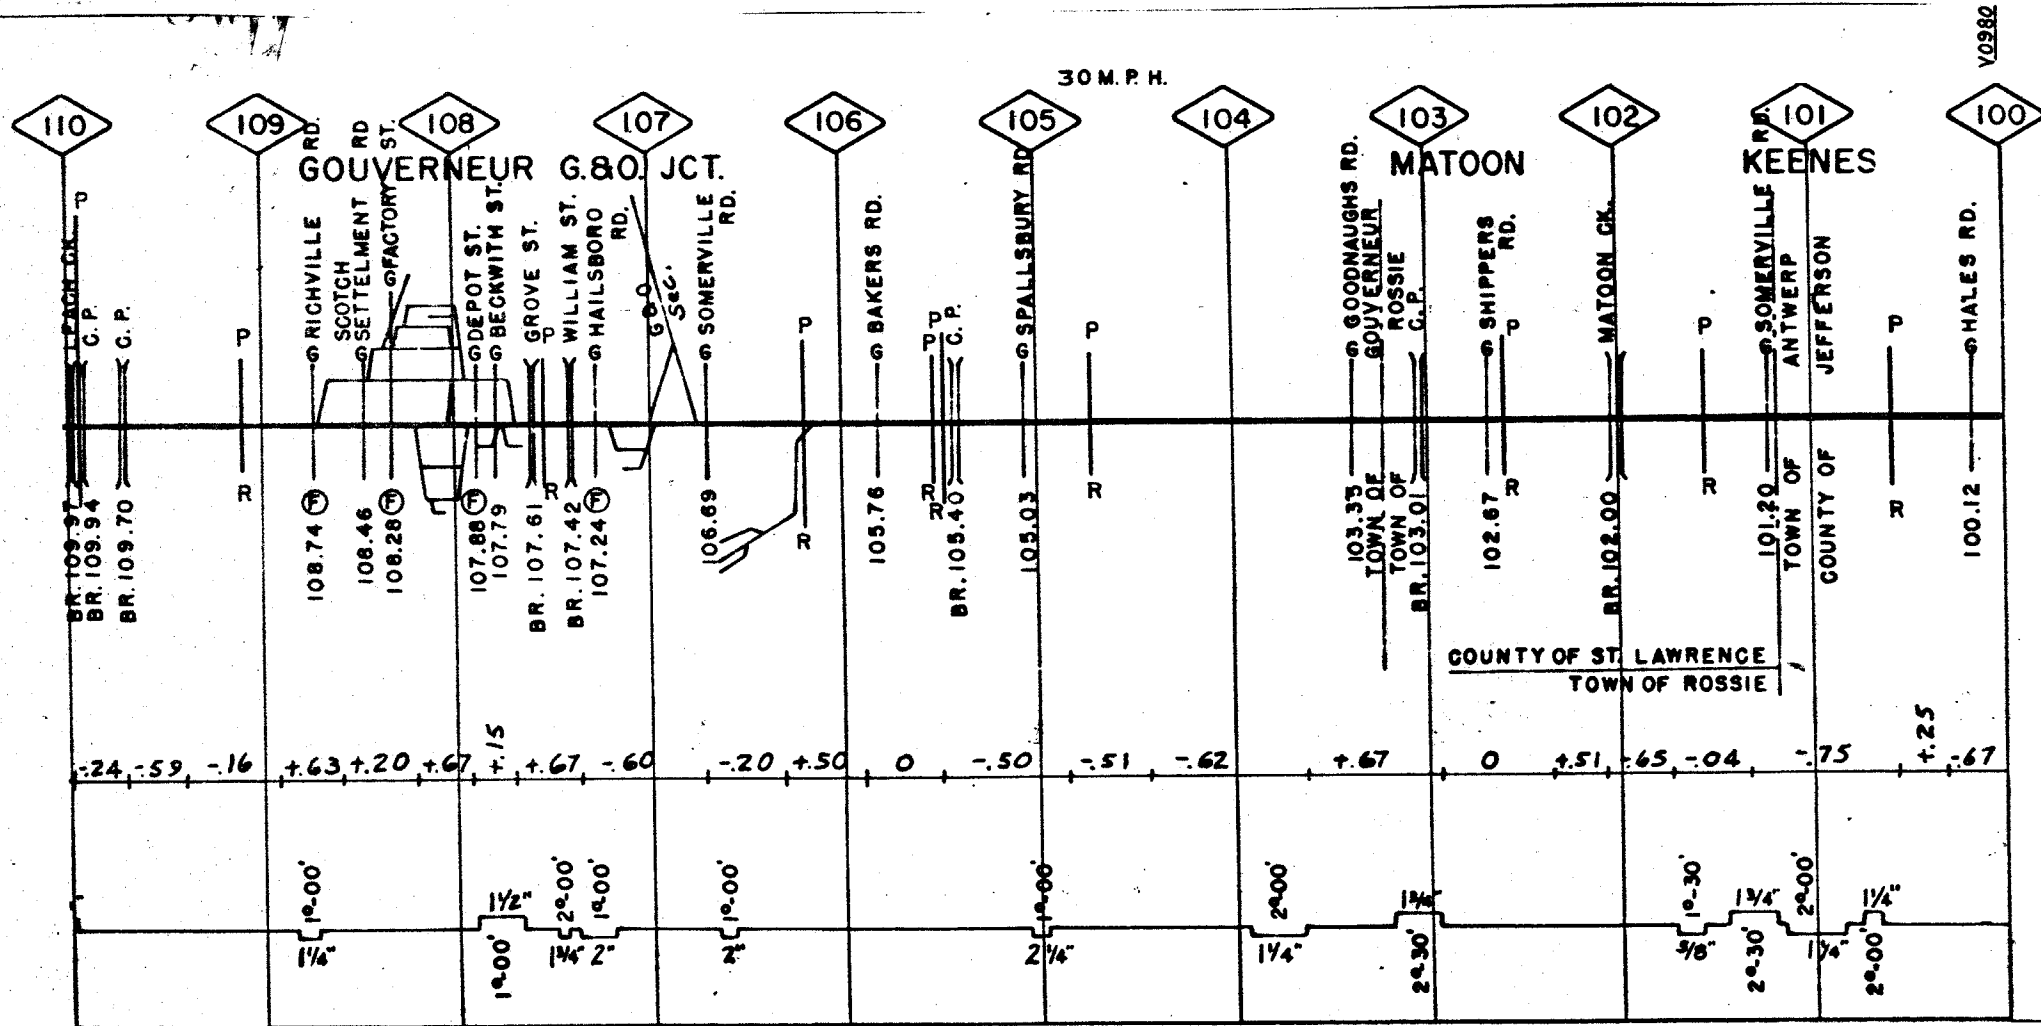 V0980
30 M. P. H.
110 109 108 107 106 105 104 103 102 101 100
GOUVERNEUR G.&O. JCT. MATOON KEENES
P
LEACH CK.
C. P.
C. P.
P
RICHVILLE RD.
SCOTCH
SETTELMENT RD
FACTORY ST.
DEPOT ST.
BECKWITH ST.
GROVE ST.
P
WILLIAM ST.
HAILSBORO RD.
G&O Sec.
SOMERVILLE RD.
P
BAKERS RD.
P
P
C. P.
SPALLSBURY RD
P
GOODNAUGHS RD.
GOUVERNEUR
ROSSIE
C. P.
SHIPPERS RD.
P
MATOON CK.
P
SOMERVILLE RD.
ANTWERP
JEFFERSON
P
HALES RD.
BR. 109.97
BR. 109.94
BR. 109.70
R
108.74 F
108.46
108.28 F
107.88 F
107.79
BR. 107.61
R
BR. 107.42
107.24 F
106.69
R
105.76
R
R
BR. 105.40
105.03
R
103.35
TOWN OF
TOWN OF
BR. 103.01
102.67
R
BR. 102.00
R
101.20
TOWN OF
COUNTY OF
R
100.12
COUNTY OF ST. LAWRENCE
TOWN OF ROSSIE
-.24 -.59 -.16 +.63 +.20 +.67 +.15 +.67 -.60 -.20 +.50 0 -.50 -.51 -.62 +.67 0 +.51 -.65 -.04 -.75 +.25 -.67
1°-00' 1½" 2°-00' 1°-00' 1°-00' 1°-00' 2°-00' 1¾" 1°-30' 1¾" 2°-00' 1¼"
1¼" 1°-00' 1¾" 2" 2" 2¼" 1¼" 2°-30' 5/8" 2°-30' 1¼" 2°-00'